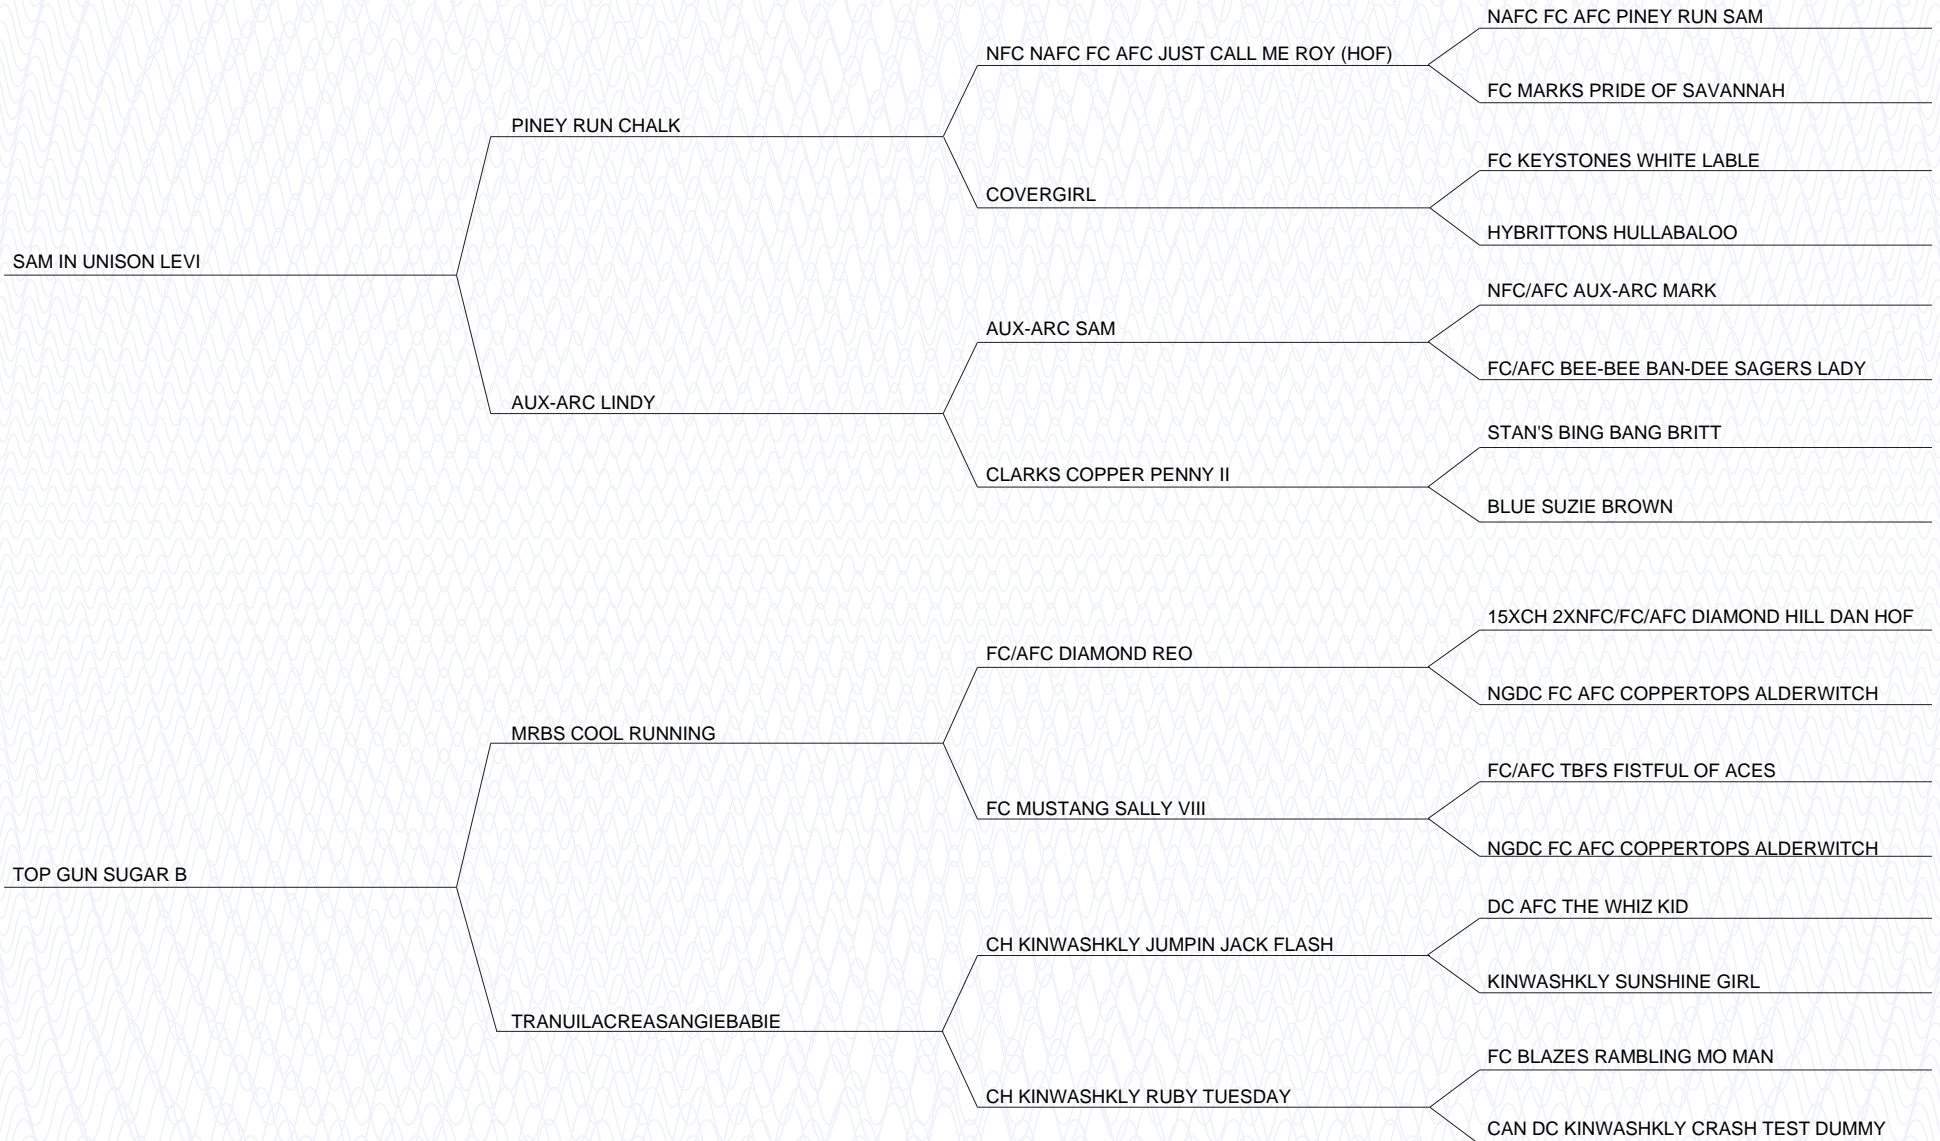 NAFC FC AFC PINEY RUN SAM
NFC NAFC FC AFC JUST CALL ME ROY (HOF)
FC MARKS PRIDE OF SAVANNAH
PINEY RUN CHALK
FC KEYSTONES WHITE LABLE
COVERGIRL
HYBRITTONS HULLABALOO
SAM IN UNISON LEVI
NFC/AFC AUX-ARC MARK
AUX-ARC SAM
FC/AFC BEE-BEE BAN-DEE SAGERS LADY
AUX-ARC LINDY
STAN'S BING BANG BRITT
CLARKS COPPER PENNY II
BLUE SUZIE BROWN
15XCH 2XNFC/FC/AFC DIAMOND HILL DAN HOF
FC/AFC DIAMOND REO
NGDC FC AFC COPPERTOPS ALDERWITCH
MRBS COOL RUNNING
FC/AFC TBFS FISTFUL OF ACES
FC MUSTANG SALLY VIII
NGDC FC AFC COPPERTOPS ALDERWITCH
TOP GUN SUGAR B
DC AFC THE WHIZ KID
CH KINWASHKLY JUMPIN JACK FLASH
KINWASHKLY SUNSHINE GIRL
TRANUILACREASANGIEBABIE
FC BLAZES RAMBLING MO MAN
CH KINWASHKLY RUBY TUESDAY
CAN DC KINWASHKLY CRASH TEST DUMMY